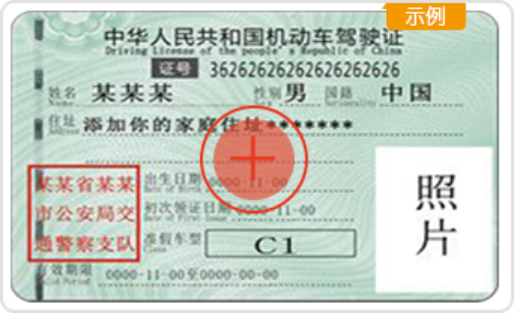 示例
中华人民共和国机动车驾驶证
Driving License of the people's Republic of China
证号 362626262626262626262
姓名 某某某 性别 男 国籍 中国
Name Sex Nationality
住址 添加你的家庭住址*******
Address
某某省某某
市公安局交
通警察支队
出生日期 0000-11-00
Date of Birth
初次领证日期 0000-11-00
Date of First Issue
准假车型 C1
Class
有效期限 0000-11-00至0000-00-00
Valid Period
照片